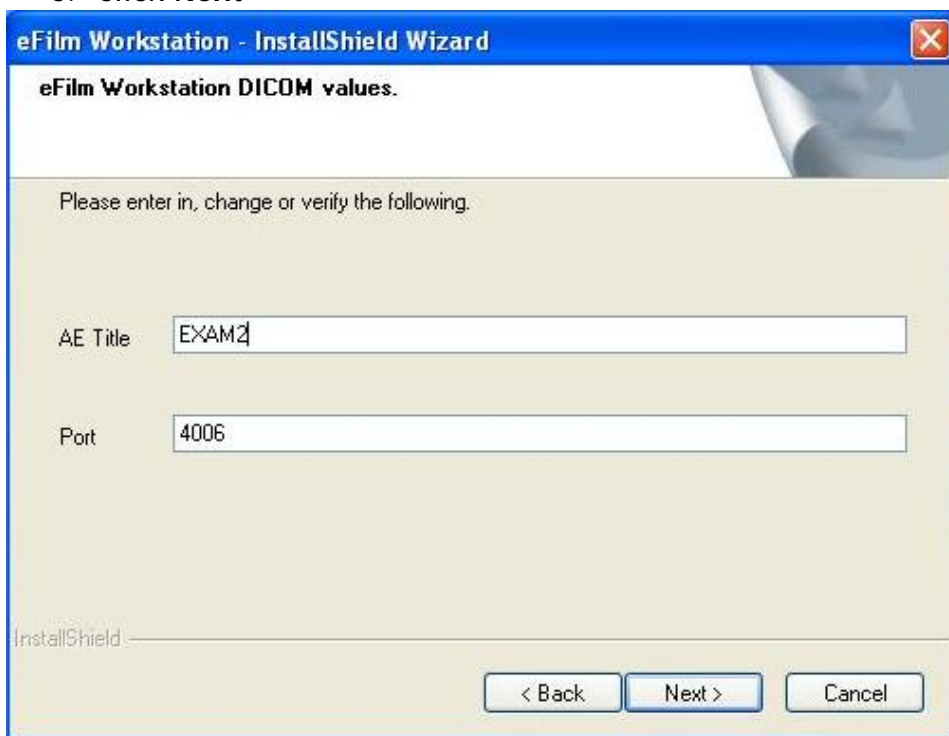 eFilm Workstation - InstallShield Wizard
eFilm Workstation DICOM values.
Please enter in, change or verify the following.
AE Title EXAM2
Port 4006
InstallShield
< Back Next > Cancel